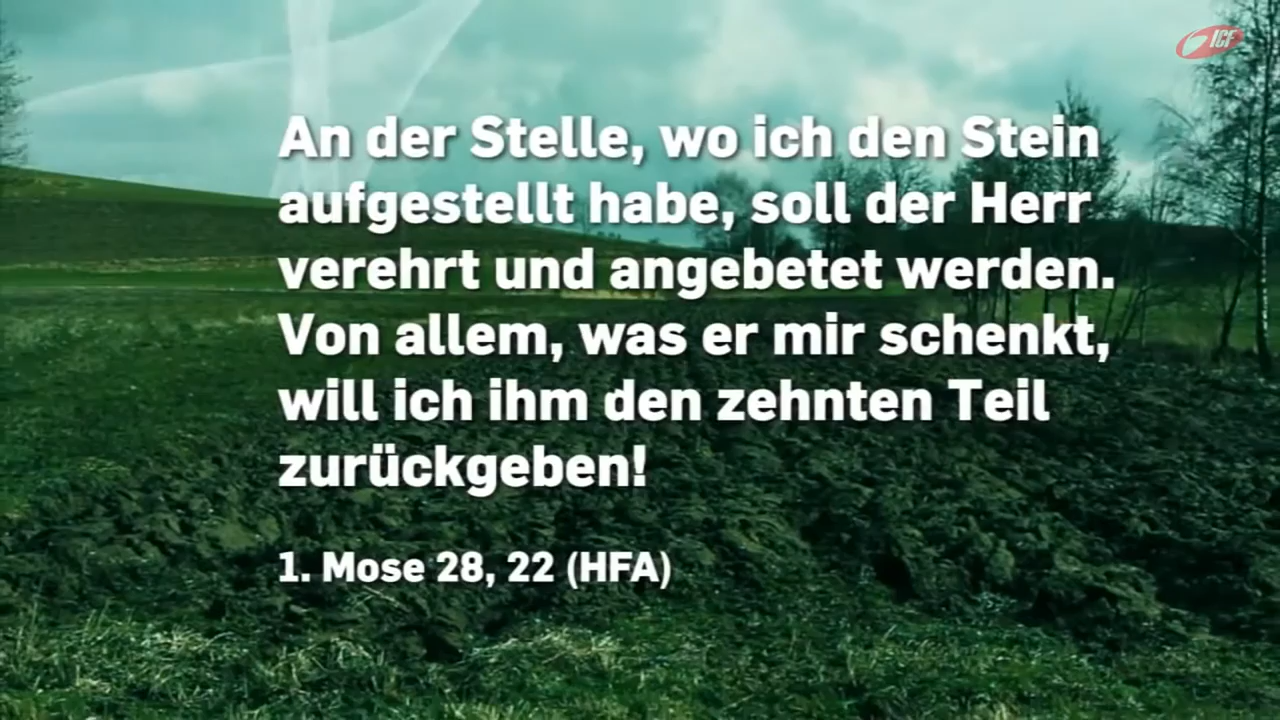 ICF
An der Stelle, wo ich den Stein
aufgestellt habe, soll der Herr
verehrt und angebetet werden.
Von allem, was er mir schenkt,
will ich ihm den zehnten Teil
zurückgeben!
1. Mose 28, 22 (HFA)